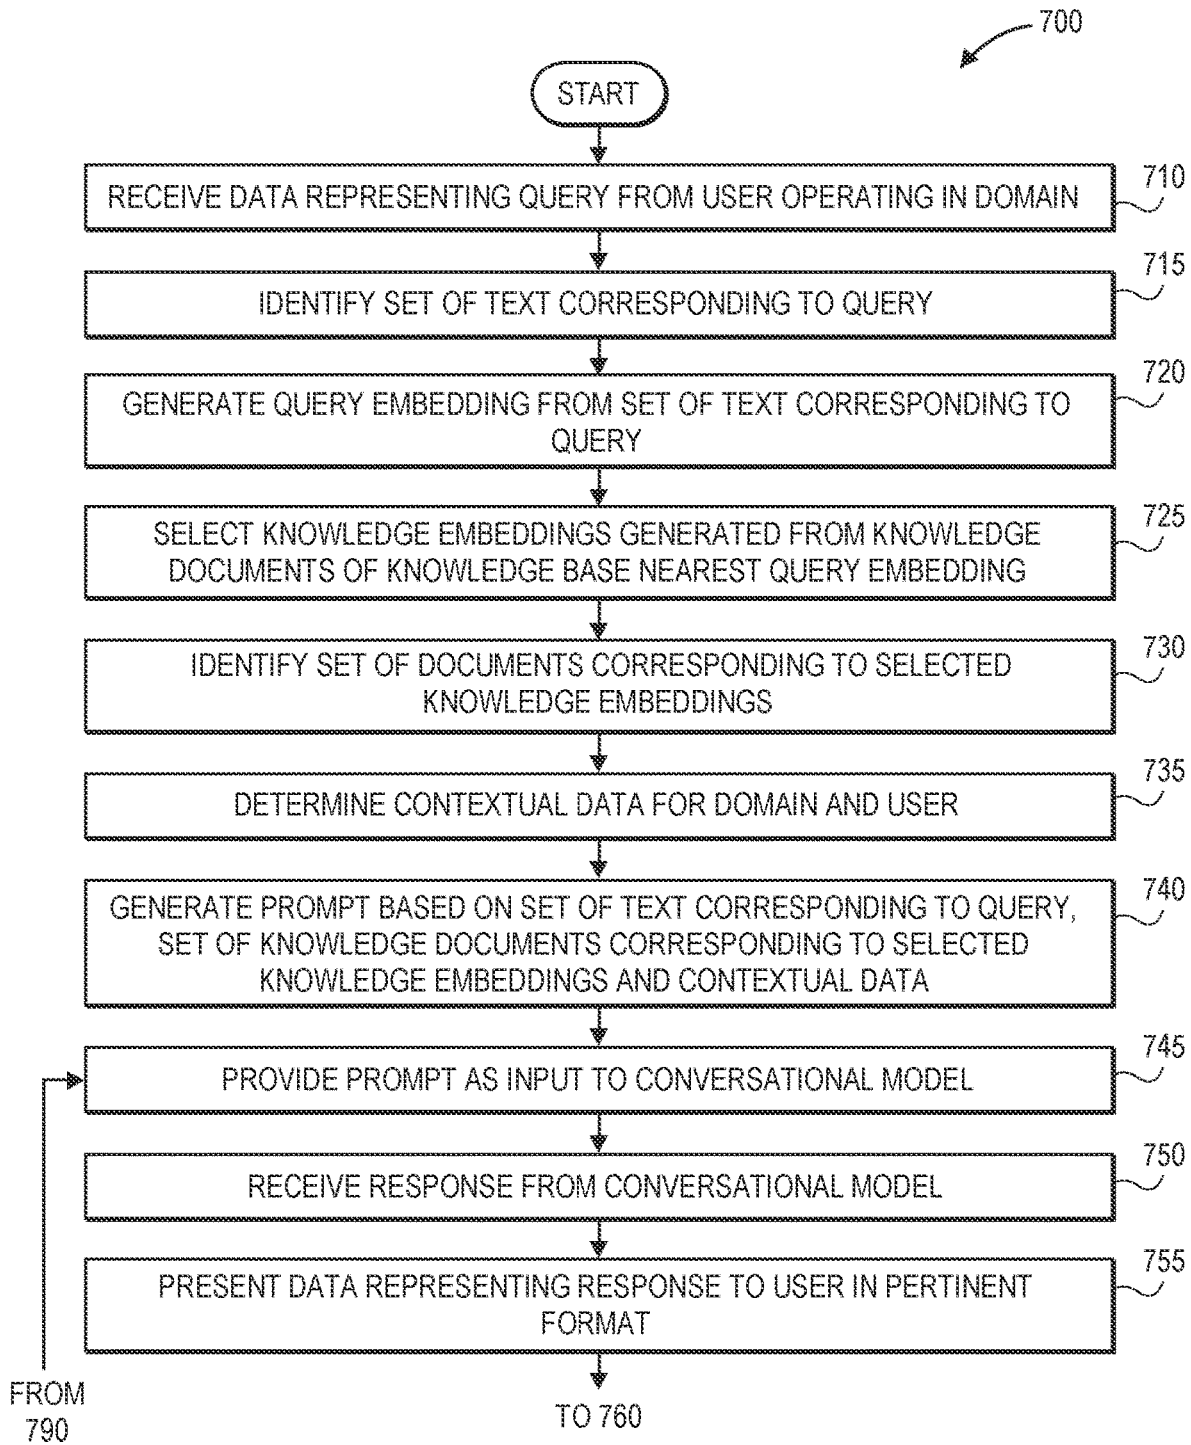 700
START
710
RECEIVE DATA REPRESENTING QUERY FROM USER OPERATING IN DOMAIN
715
IDENTIFY SET OF TEXT CORRESPONDING TO QUERY
720
GENERATE QUERY EMBEDDING FROM SET OF TEXT CORRESPONDING TO
QUERY
725
SELECT KNOWLEDGE EMBEDDINGS GENERATED FROM KNOWLEDGE
DOCUMENTS OF KNOWLEDGE BASE NEAREST QUERY EMBEDDING
730
IDENTIFY SET OF DOCUMENTS CORRESPONDING TO SELECTED
KNOWLEDGE EMBEDDINGS
735
DETERMINE CONTEXTUAL DATA FOR DOMAIN AND USER
740
GENERATE PROMPT BASED ON SET OF TEXT CORRESPONDING TO QUERY,
SET OF KNOWLEDGE DOCUMENTS CORRESPONDING TO SELECTED
KNOWLEDGE EMBEDDINGS AND CONTEXTUAL DATA
745
PROVIDE PROMPT AS INPUT TO CONVERSATIONAL MODEL
750
RECEIVE RESPONSE FROM CONVERSATIONAL MODEL
755
PRESENT DATA REPRESENTING RESPONSE TO USER IN PERTINENT
FORMAT
FROM
790
TO 760